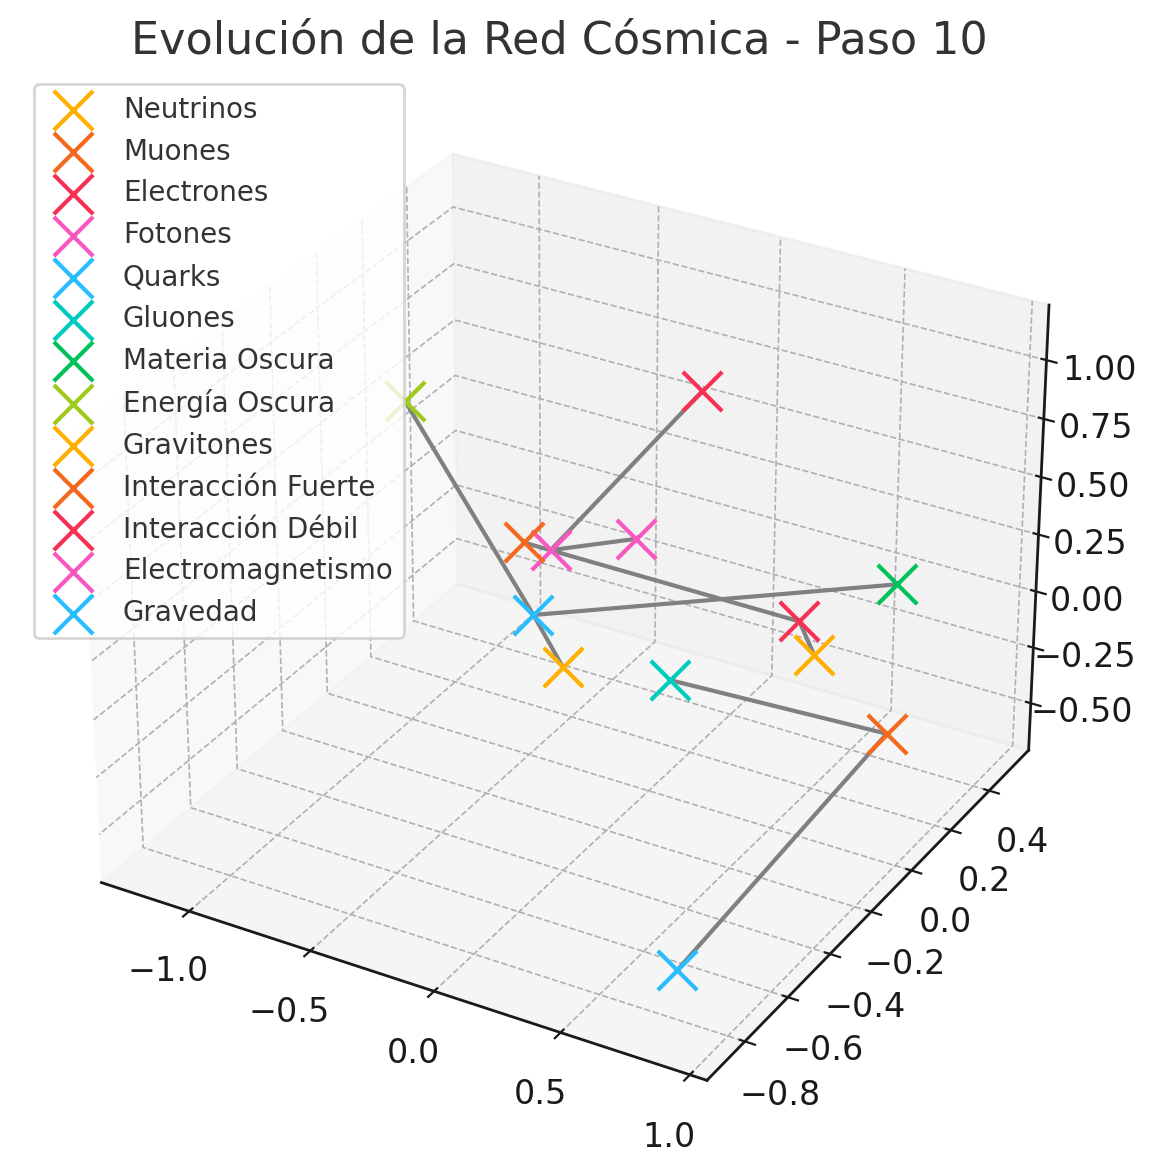 Evolución de la Red Cósmica - Paso 10
Neutrinos
Muones
Electrones
Fotones
Quarks
Gluones
Materia Oscura
Energía Oscura
Gravitones
Interacción Fuerte
Interacción Débil
Electromagnetismo
Gravedad
1.00
0.75
0.50
0.25
0.00
−0.25
−0.50
0.4
0.2
0.0
−0.2
−0.4
−0.6
−0.8
−1.0
−0.5
0.0
0.5
1.0